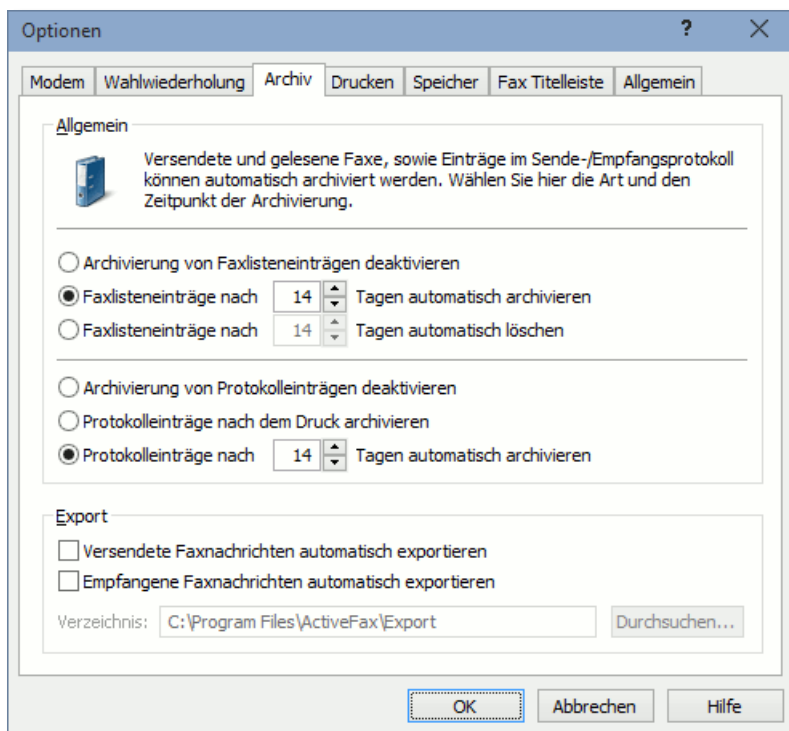 Optionen ? ✕
Modem Wahlwiederholung Archiv Drucken Speicher Fax Titelleiste Allgemein
Allgemein
Versendete und gelesene Faxe, sowie Einträge im Sende-/Empfangsprotokoll
können automatisch archiviert werden. Wählen Sie hier die Art und den
Zeitpunkt der Archivierung.
Archivierung von Faxlisteneinträgen deaktivieren
Faxlisteneinträge nach 14 Tagen automatisch archivieren
Faxlisteneinträge nach 14 Tagen automatisch löschen
Archivierung von Protokolleinträgen deaktivieren
Protokolleinträge nach dem Druck archivieren
Protokolleinträge nach 14 Tagen automatisch archivieren
Export
Versendete Faxnachrichten automatisch exportieren
Empfangene Faxnachrichten automatisch exportieren
Verzeichnis: C:\Program Files\ActiveFax\Export Durchsuchen...
OK Abbrechen Hilfe